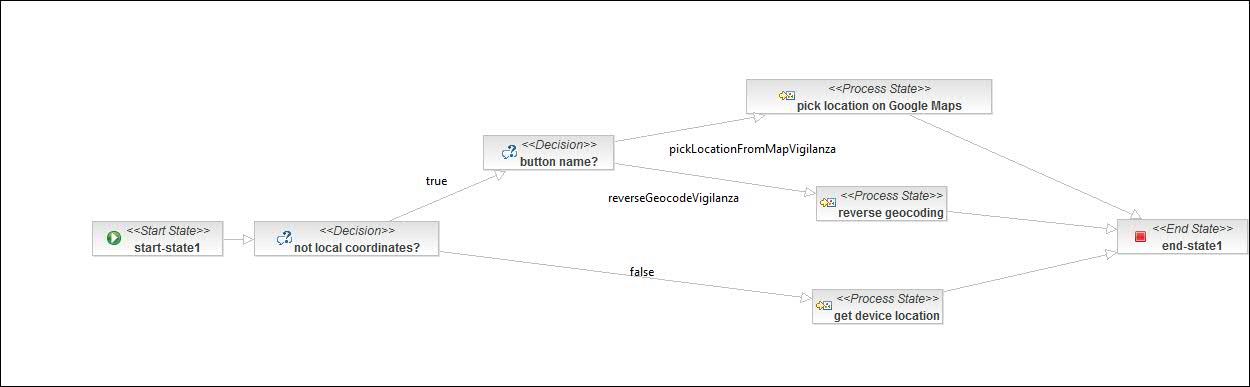 <<Process State>>
pick location on Google Maps
<<Decision>>
button name?
pickLocationFromMapVigilanza
true
<<Process State>>
reverse geocoding
reverseGeocodeVigilanza
<<Start State>>
start-state1
<<Decision>>
not local coordinates?
<<End State>>
end-state1
false
<<Process State>>
get device location